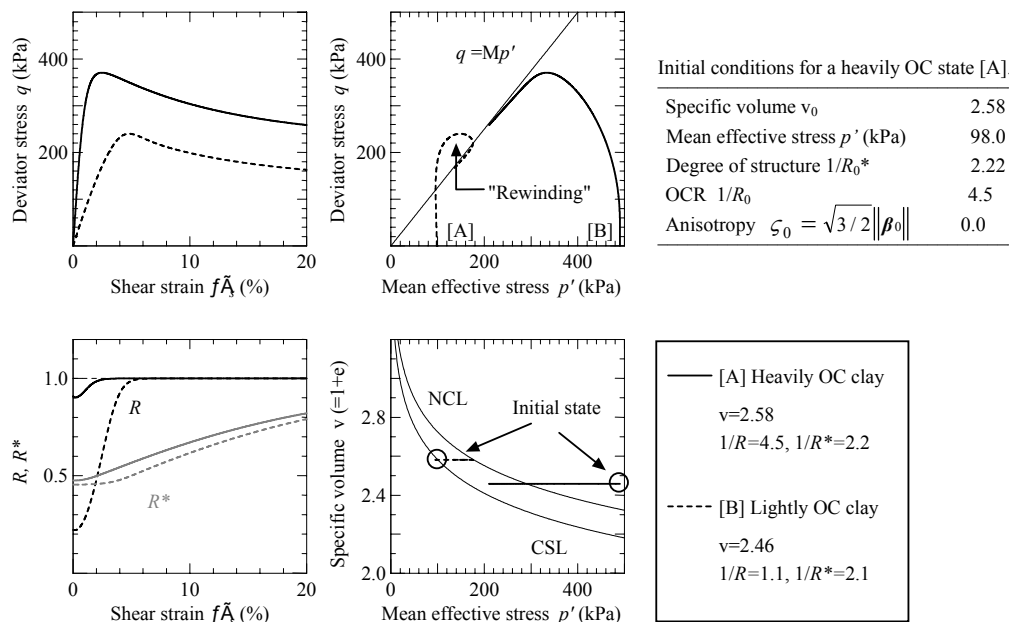 Deviator stress q (kPa)
400
200
0 10 20
Shear strain ƒÃ̧ (%)
Deviator stress q (kPa)
400
200
q =Mp'
"Rewinding"
[A]
[B]
0 200 400
Mean effective stress p' (kPa)
Initial conditions for a heavily OC state [A].
Specific volume v₀ 2.58
Mean effective stress p' (kPa) 98.0
Degree of structure 1/R₀* 2.22
OCR 1/R₀ 4.5
Anisotropy ς₀ = √3/2‖β₀‖ 0.0
R, R*
1.0
0.5
R
R*
0 10 20
Shear strain ƒÃ̧ (%)
Specific volume v (=1+e)
2.8
2.4
2.0
NCL
Initial state
CSL
0 200 400
Mean effective stress p' (kPa)
[A] Heavily OC clay
v=2.58
1/R=4.5, 1/R*=2.2
[B] Lightly OC clay
v=2.46
1/R=1.1, 1/R*=2.1